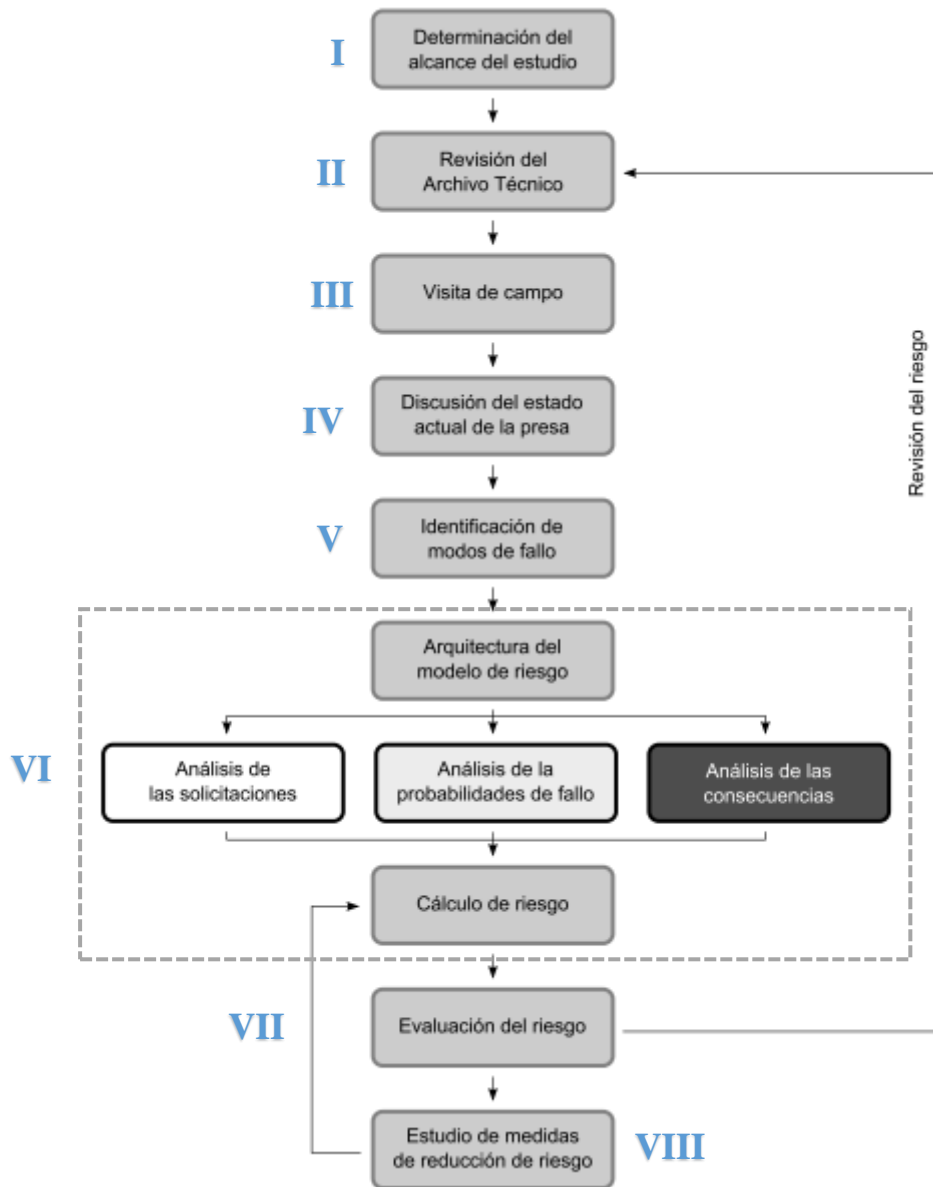 I
Determinación del
alcance del estudio
II
Revisión del
Archivo Técnico
III
Visita de campo
Revisión del riesgo
IV
Discusión del estado
actual de la presa
V
Identificación de
modos de fallo
Arquitectura del
modelo de riesgo
VI
Análisis de
las solicitaciones
Análisis de la
probabilidades de fallo
Análisis de las
consecuencias
Cálculo de riesgo
VII
Evaluación del riesgo
Estudio de medidas
de reducción de riesgo
VIII